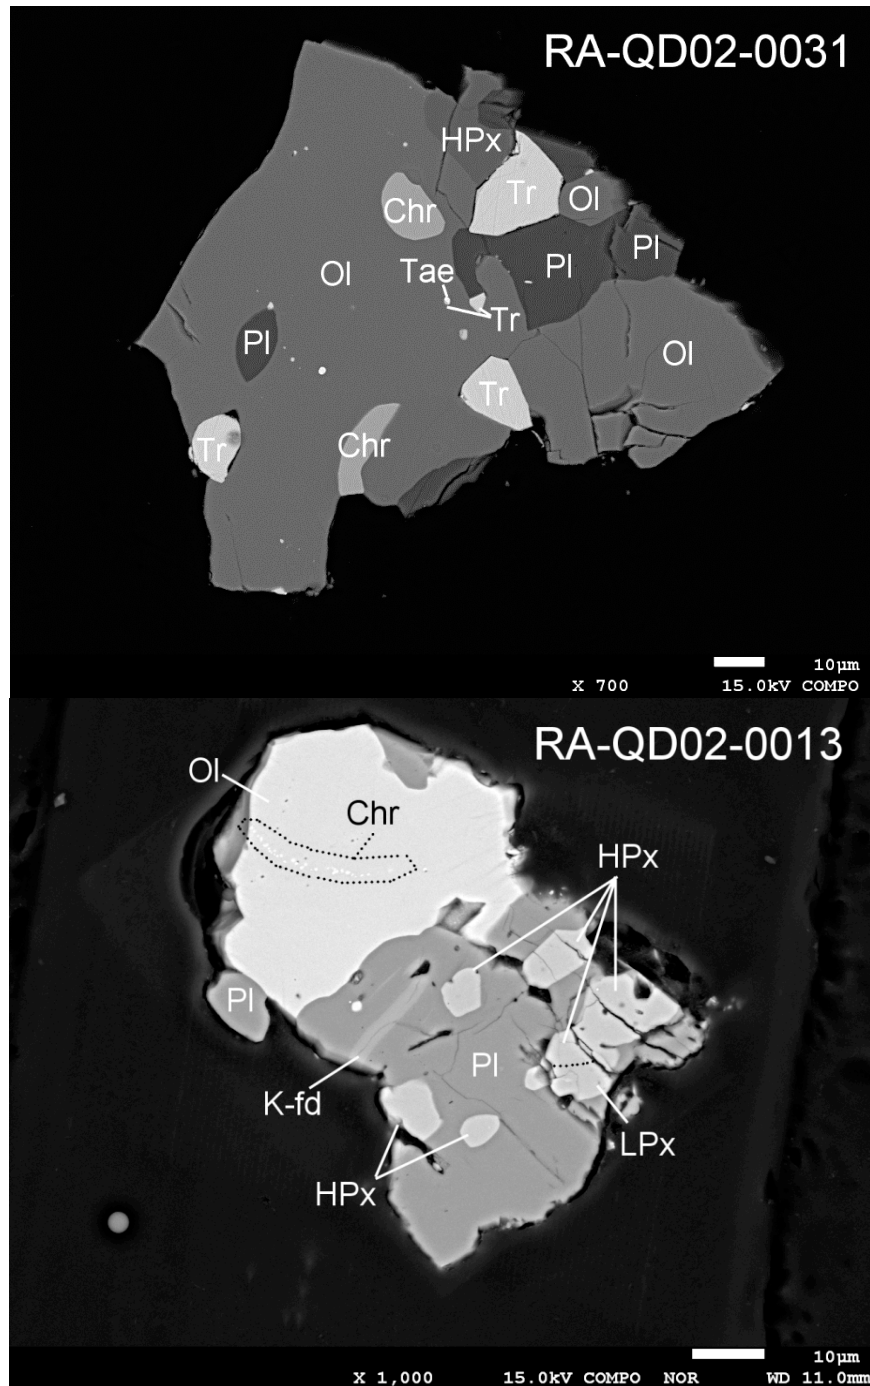 RA-QD02-0031
HPx
Tr
Ol
Chr
Pl
Pl
Ol
Tae
Tr
Pl
Ol
Tr
Chr
Tr
10µm
X 700 15.0kV COMPO
RA-QD02-0013
Ol
Chr
HPx
Pl
Pl
K-fd
LPx
HPx
10µm
X 1,000 15.0kV COMPO NOR WD 11.0mm